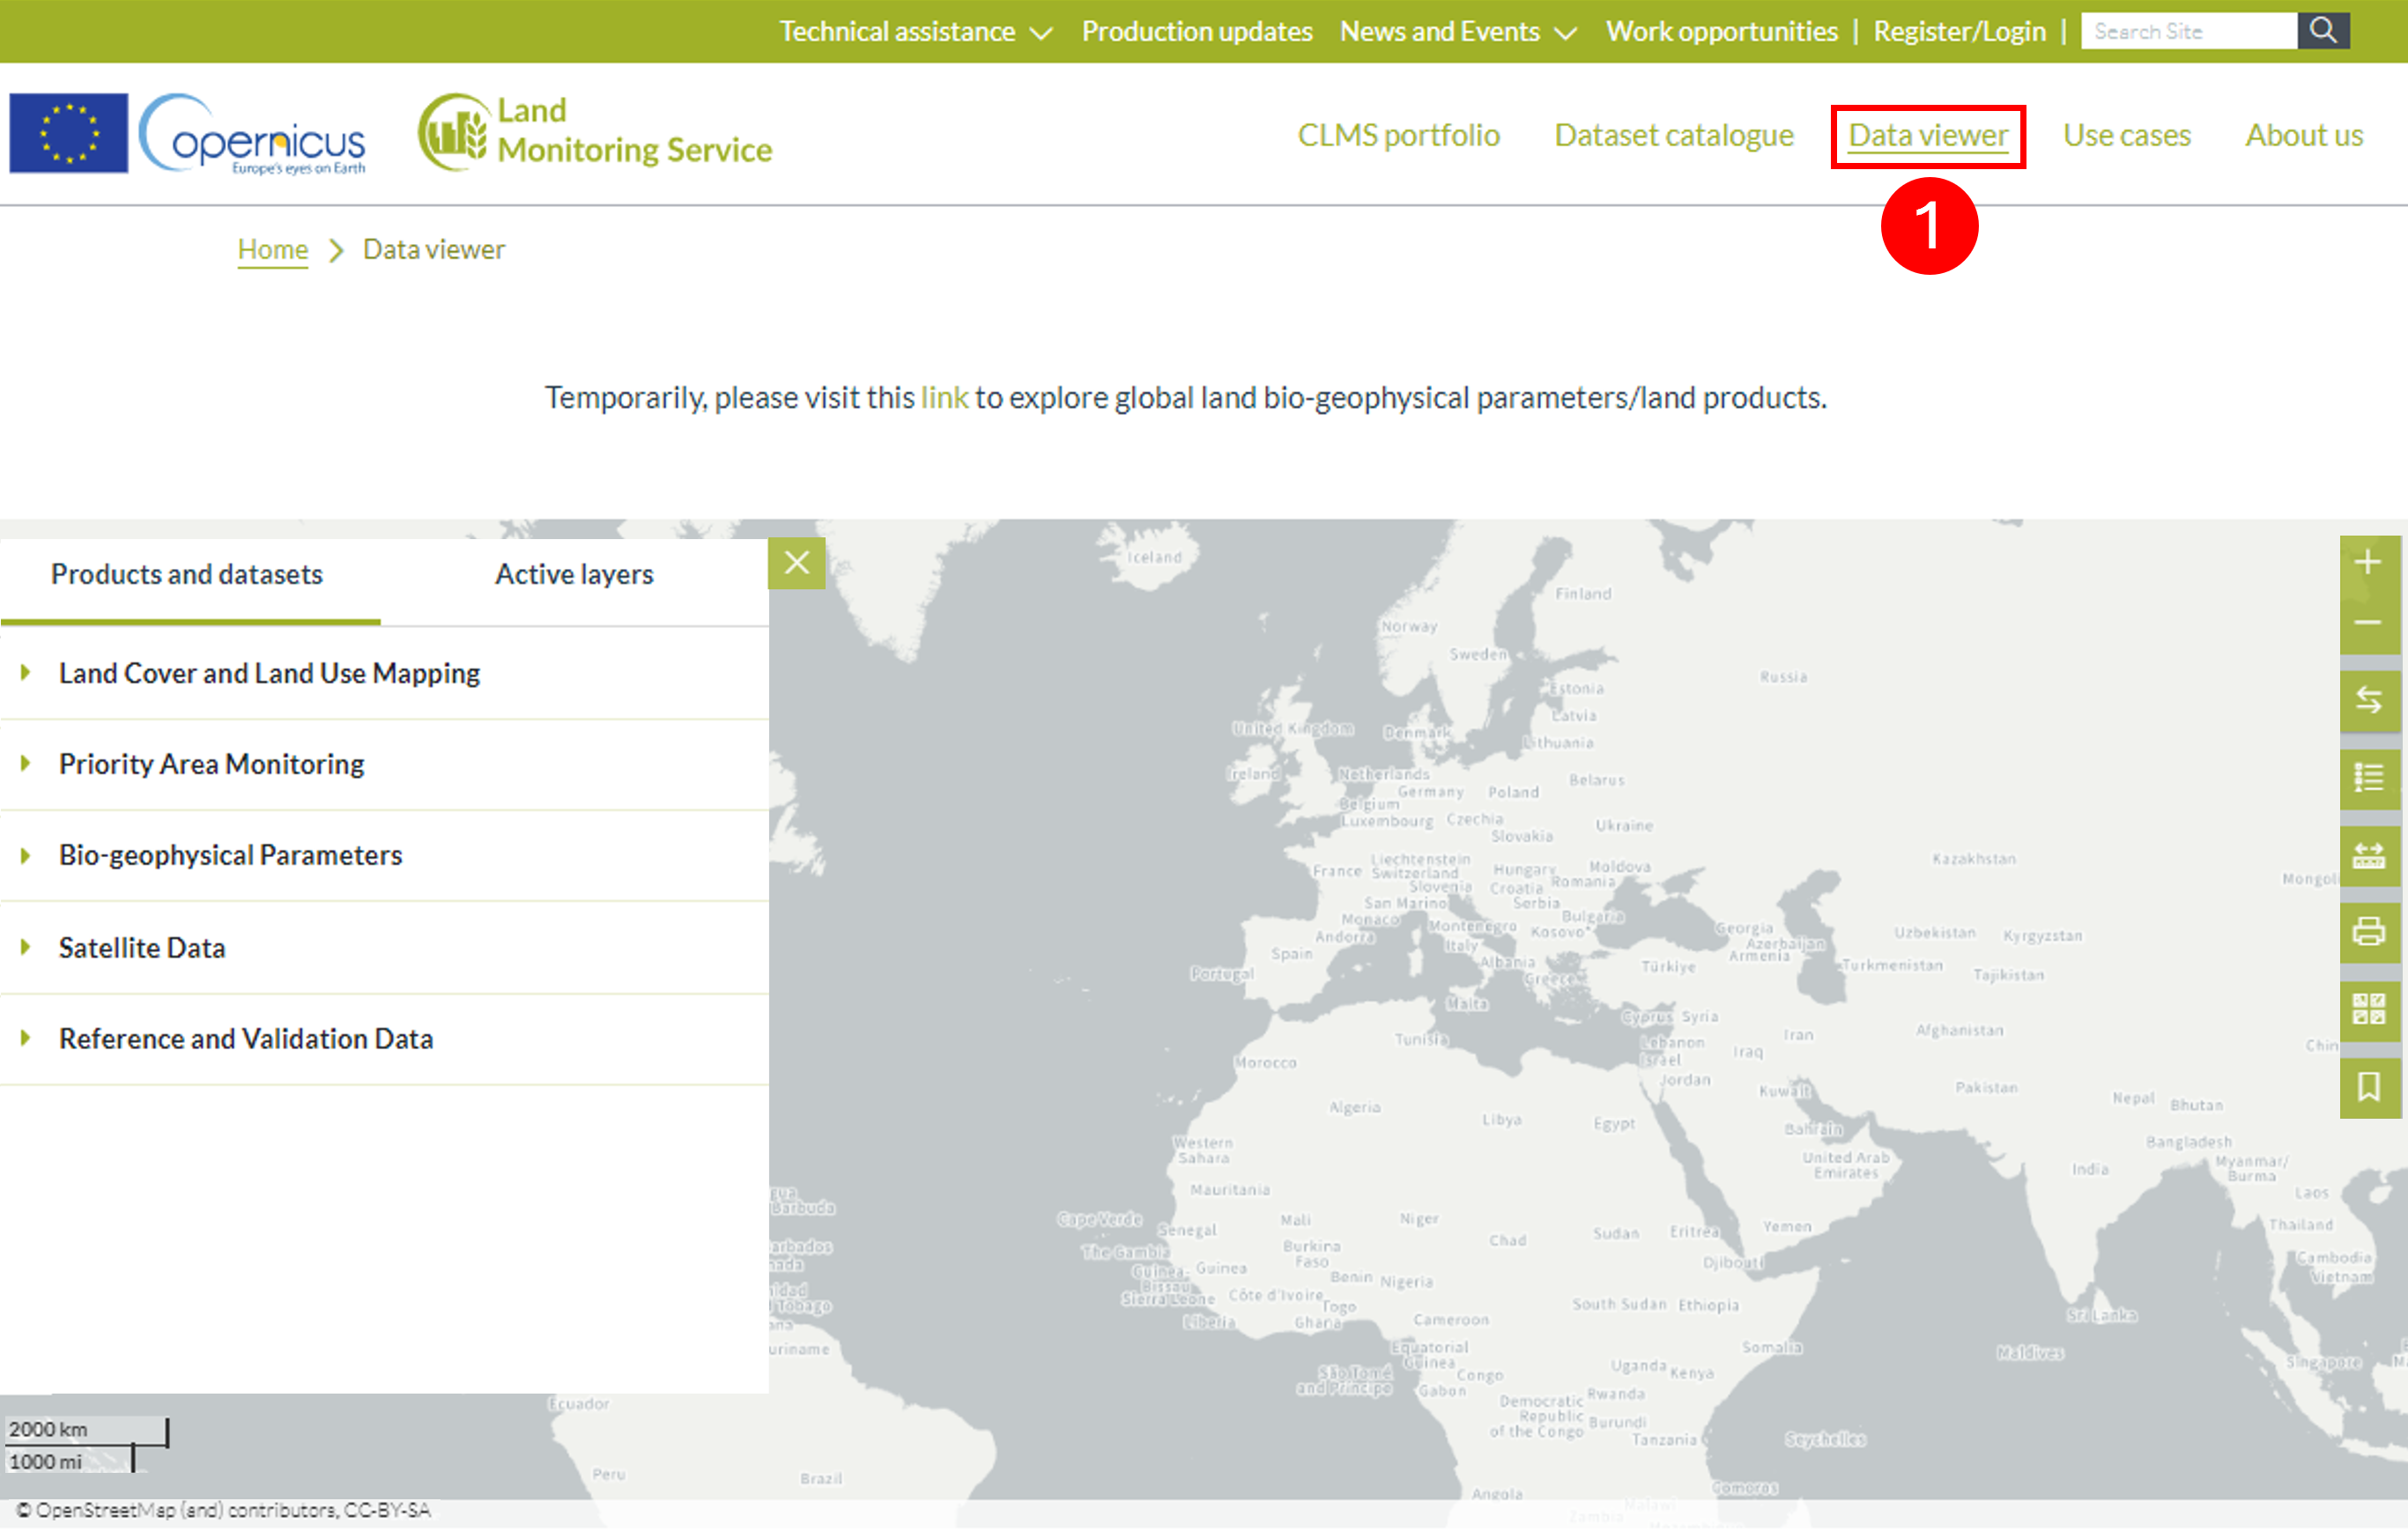 Technical assistance
Production updates
News and Events
Work opportunities
|
Register/Login
|
Search Site
Copernicus
Europe's eyes on Earth
Land
Monitoring Service
CLMS portfolio
Dataset catalogue
Data viewer
Use cases
About us
1
Home
Data viewer
Temporarily, please visit this link to explore global land bio-geophysical parameters/land products.
Products and datasets
Active layers
Land Cover and Land Use Mapping
Priority Area Monitoring
Bio-geophysical Parameters
Satellite Data
Reference and Validation Data
Iceland
Finland
Norway
Sweden
Russia
Estonia
Latvia
United Kingdom
Denmark
Lithuania
Ireland
Netherlands
Belarus
Germany
Poland
Belgium
Luxembourg
Czechia
Slovakia
Ukraine
Liechtenstein
France
Switzerland
Hungary
Moldova
Kazakhstan
Slovenia
Croatia
Romania
Mongoli
San Marino
Serbia
Monaco
Bulgaria
Andorra
Montenegro
Kosovo*
Georgia
Uzbekistan
Kyrgyzstan
Spain
Italy
Azerbaijan
Armenia
Portugal
Albania
Türkiye
Turkmenistan
Tajikistan
Greece
Malta
Cyprus
Syria
Tunisia
Lebanon
Israel
Iran
Afghanistan
Iraq
Chin
Morocco
Jordan
Kuwait
Pakistan
Nepal
Bhutan
Algeria
Libya
Egypt
Bahrain
Western
Sahara
United Arab
Emirates
Bangladesh
India
Myanmar/
Burma
Mauritania
Laos
gua
Barbuda
Cape Verde
Senegal
Mali
Niger
Chad
Sudan
Eritrea
Yemen
Thailand
arbados
nada
The Gambia
Burkina
Faso
Djibouti
Cambodia
Vietnam
Guinea-
Bissau
Guinea
Benin
Nigeria
nidad
Tobago
Sierra Leone
Côte d'Ivoire
Togo
Ghana
South Sudan
Ethiopia
Liberia
Cameroon
Sri Lanka
ana
uriname
Equatorial
Guinea
Somalia
Maldives
Singapore
São Tomé
and Príncipe
Congo
Gabon
Uganda
Kenya
Ecuador
Democratic
Republic
of the Congo
Rwanda
Burundi
Tanzania
Seychelles
2000 km
1000 mi
Peru
Brazil
Angola
Comoros
Malawi
Zambia
© OpenStreetMap (and) contributors, CC-BY-SA